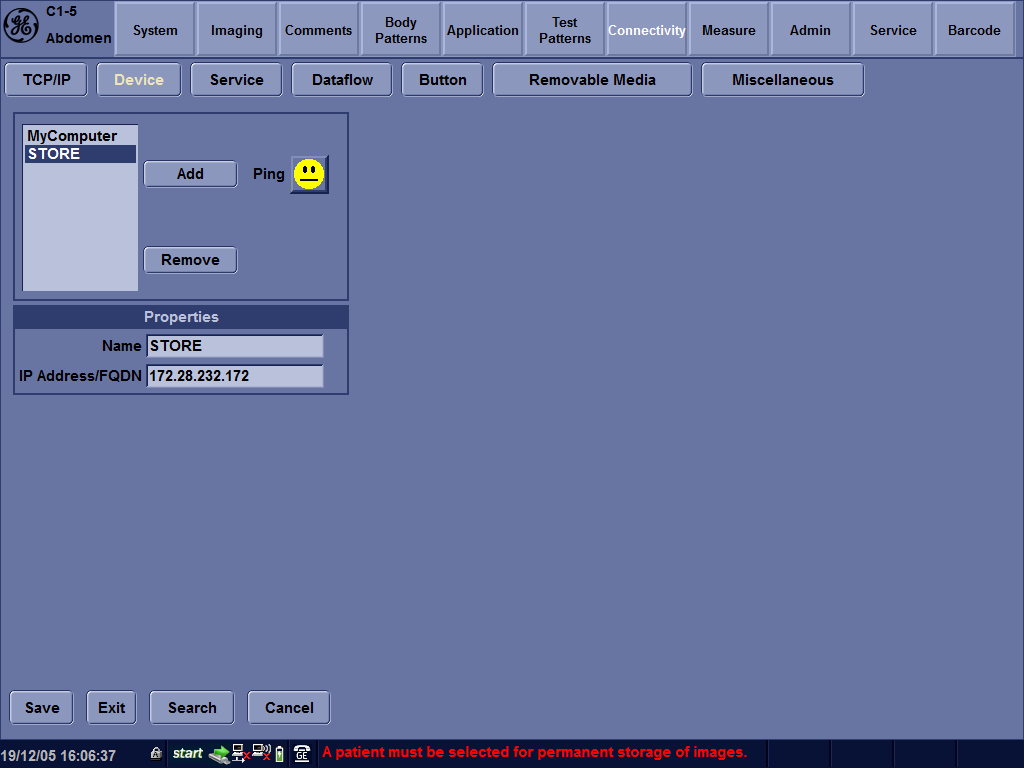 C1-5
Abdomen
System
Imaging
Comments
Body
Patterns
Application
Test
Patterns
Connectivity
Measure
Admin
Service
Barcode
TCP/IP
Device
Service
Dataflow
Button
Removable Media
Miscellaneous
MyComputer
STORE
Add
Ping
Remove
Properties
Name STORE
IP Address/FQDN 172.28.232.172
Save
Exit
Search
Cancel
19/12/05 16:06:37
start
GE
A patient must be selected for permanent storage of images.